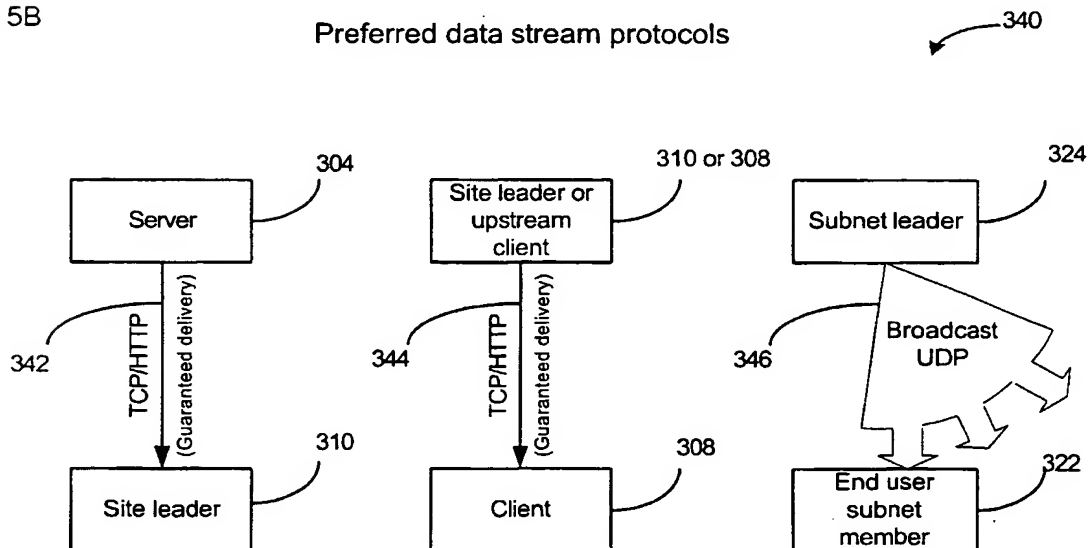 5B
Preferred data stream protocols
340
304
310 or 308
324
Server
Site leader or
upstream
client
Subnet leader
342
TCP/HTTP
(Guaranteed delivery)
344
TCP/HTTP
(Guaranteed delivery)
346
Broadcast
UDP
310
308
322
Site leader
Client
End user
subnet
member